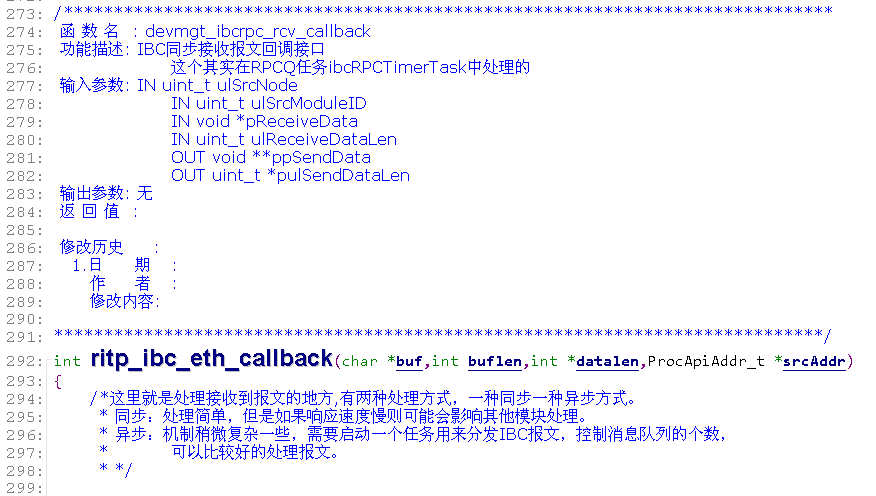 273: /*****************************************************************************
274: 函 数 名  : devmgt_ibcrpc_rcv_callback
275: 功能描述: IBC同步接收报文回调接口
276: 这个其实在RPCQ任务ibcRPCTimerTask中处理的
277: 输入参数: IN uint_t ulSrcNode
278: IN uint_t ulSrcModuleID
279: IN void *pReceiveData
280: IN uint_t ulReceiveDataLen
281: OUT void **ppSendData
282: OUT uint_t *pulSendDataLen
283: 输出参数: 无
284: 返 回 值  :
285:
286: 修改历史      :
287: 1.日      期   :
288: 作      者   :
289: 修改内容:
290:
291: *****************************************************************************/
292: int ritp_ibc_eth_callback(char *buf,int buflen,int *datalen,ProcApiAddr_t *srcAddr)
293: {
294: /*这里就是处理接收到报文的地方,有两种处理方式，一种同步一种异步方式。
295: * 同步：处理简单，但是如果响应速度慢则可能会影响其他模块处理。
296: * 异步：机制稍微复杂一些，需要启动一个任务用来分发IBC报文，控制消息队列的个数，
297: * 可以比较好的处理报文。
298: * */
299: